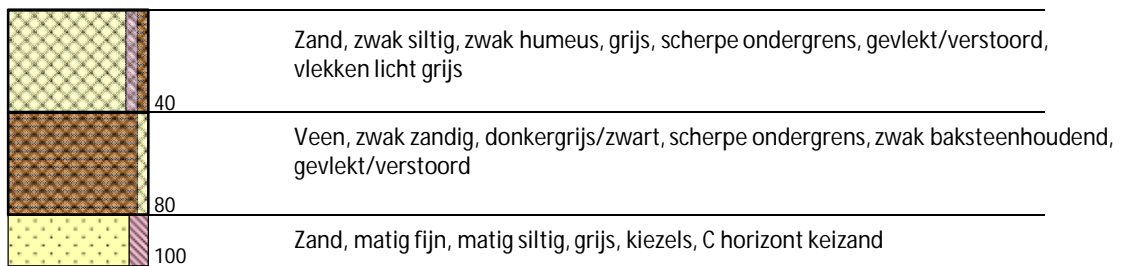 Zand, zwak siltig, zwak humeus, grijs, scherpe ondergrens, gevlekt/verstoord,
vlekken licht grijs
40
Veen, zwak zandig, donkergrijs/zwart, scherpe ondergrens, zwak baksteenhoudend,
gevlekt/verstoord
80
Zand, matig fijn, matig siltig, grijs, kiezels, C horizont keizand
100